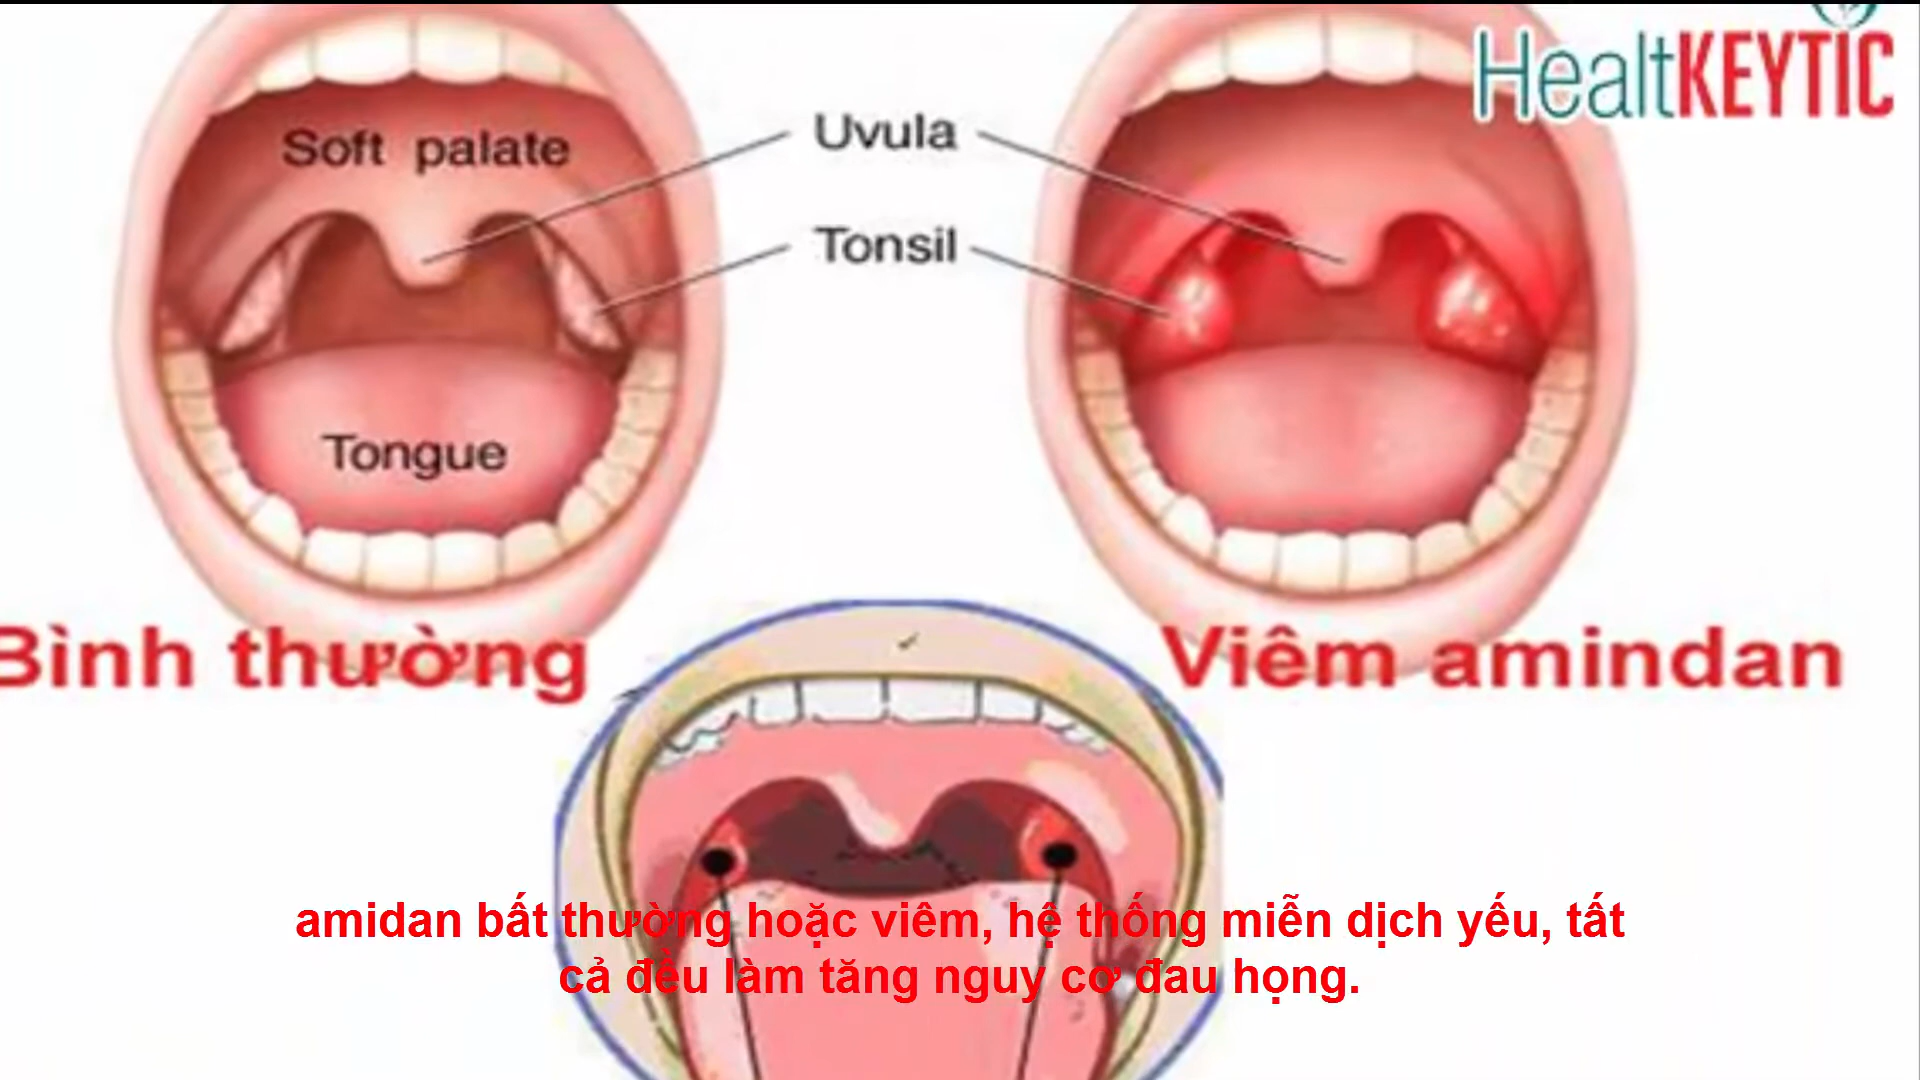 HealtKEYTIC
Soft palate
Uvula
Tonsil
Tongue
Bình thường
Viêm amindan
amidan bất thường hoặc viêm, hệ thống miễn dịch yếu, tất
cả đều làm tăng nguy cơ đau họng.